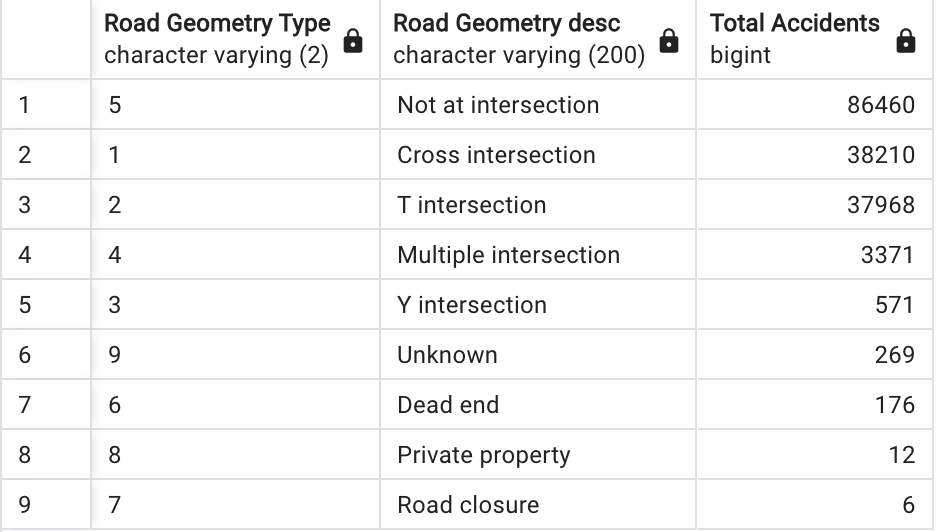 Road Geometry Type Road Geometry desc Total Accidents
character varying (2) character varying (200) bigint
1 5 Not at intersection 86460
2 1 Cross intersection 38210
3 2 T intersection 37968
4 4 Multiple intersection 3371
5 3 Y intersection 571
6 9 Unknown 269
7 6 Dead end 176
8 8 Private property 12
9 7 Road closure 6